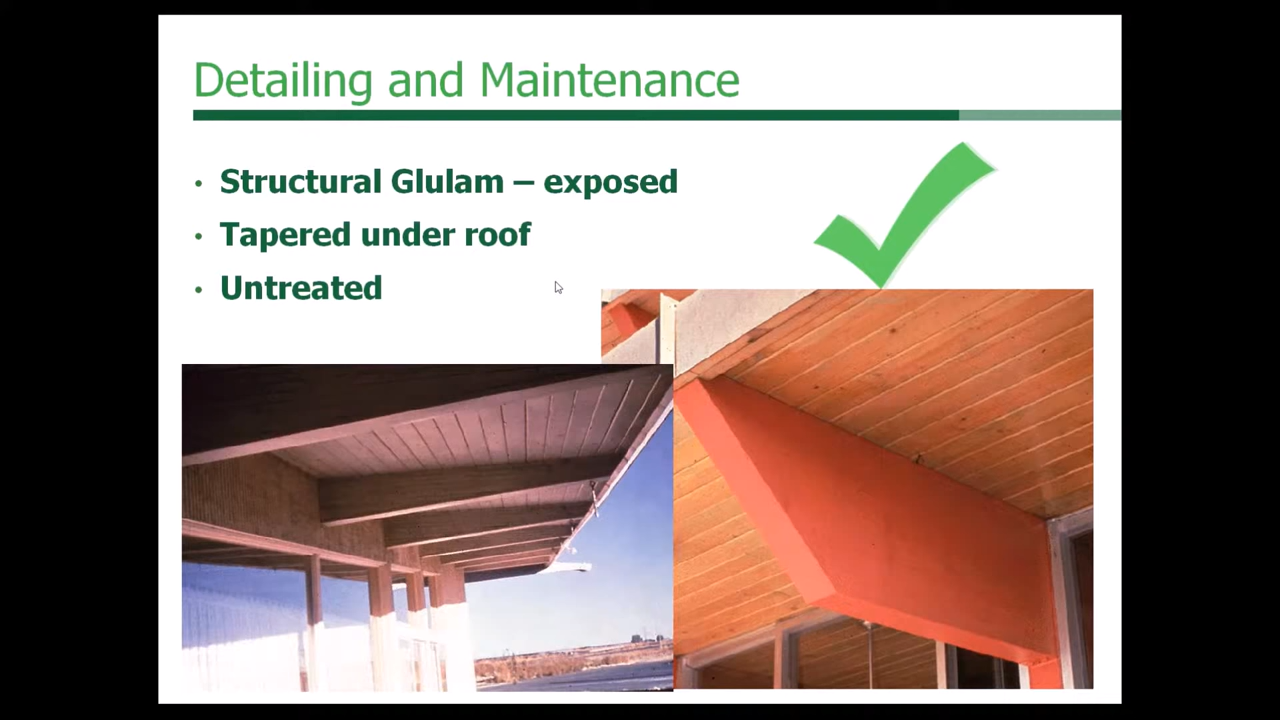 Detailing and Maintenance
• Structural Glulam – exposed
• Tapered under roof
• Untreated